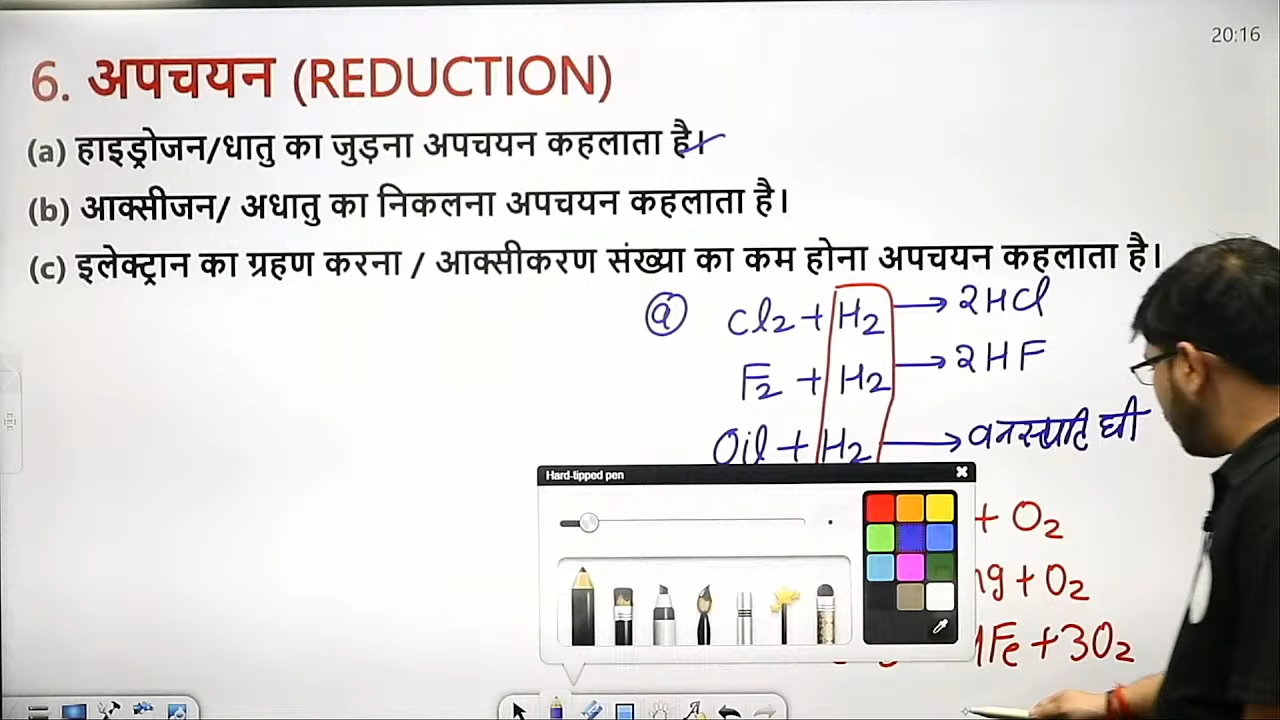 20:16
6. अपचयन (REDUCTION)
(a) हाइड्रोजन/धातु का जुड़ना अपचयन कहलाता है।
(b) आक्सीजन/ अधातु का निकलना अपचयन कहलाता है।
(c) इलेक्ट्रान का ग्रहण करना / आक्सीकरण संख्या का कम होना अपचयन कहलाता है।
(a) Cl2 + H2 → 2HCl
F2 + H2 → 2HF
Oil + H2 → वनस्पति घी
Hard-tipped pen
+ O2
+ O2
Fe + 3O2